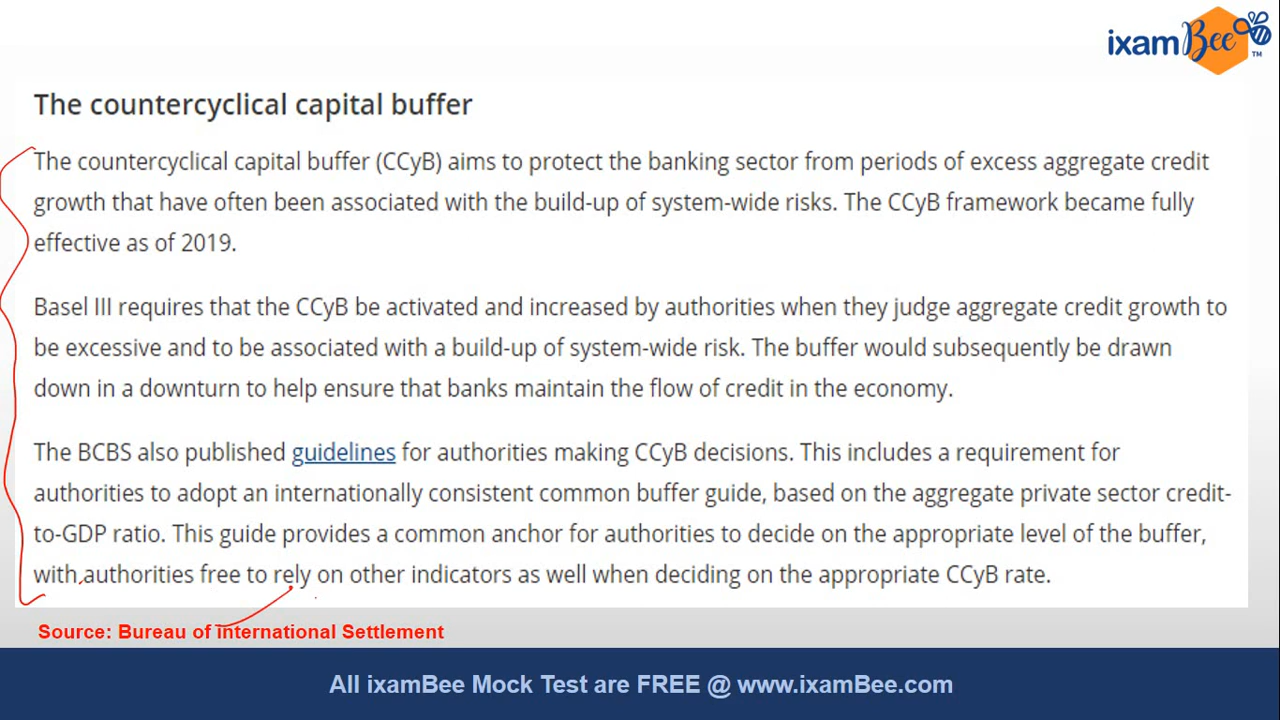 ixamBee
TM
The countercyclical capital buffer
The countercyclical capital buffer (CCyB) aims to protect the banking sector from periods of excess aggregate credit
growth that have often been associated with the build-up of system-wide risks. The CCyB framework became fully
effective as of 2019.
Basel III requires that the CCyB be activated and increased by authorities when they judge aggregate credit growth to
be excessive and to be associated with a build-up of system-wide risk. The buffer would subsequently be drawn
down in a downturn to help ensure that banks maintain the flow of credit in the economy.
The BCBS also published guidelines for authorities making CCyB decisions. This includes a requirement for
authorities to adopt an internationally consistent common buffer guide, based on the aggregate private sector credit-
to-GDP ratio. This guide provides a common anchor for authorities to decide on the appropriate level of the buffer,
with authorities free to rely on other indicators as well when deciding on the appropriate CCyB rate.
Source: Bureau of international Settlement
All ixamBee Mock Test are FREE @ www.ixamBee.com